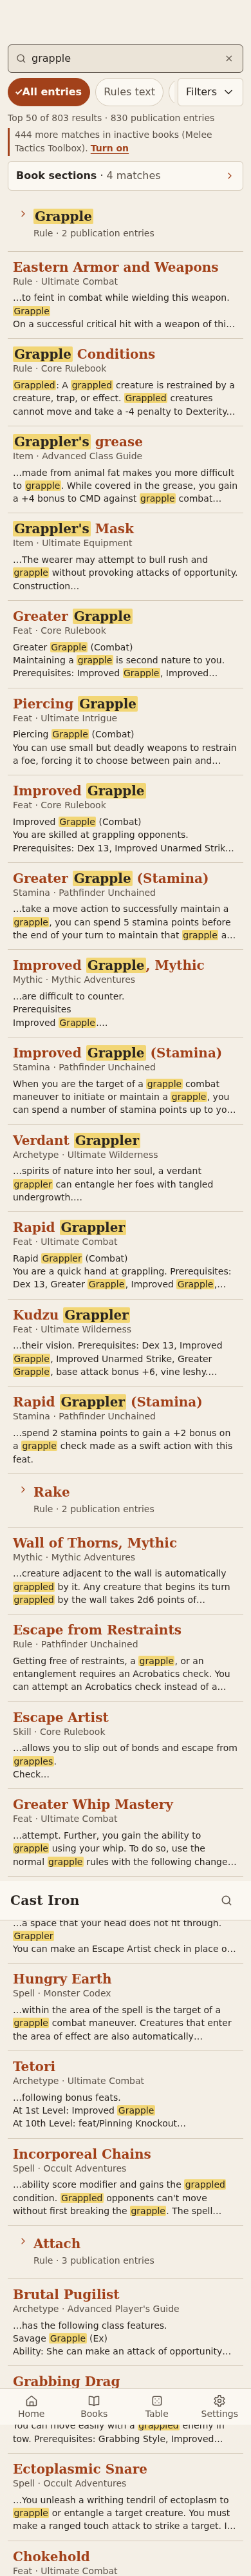 grapple
All entries
Rules text
Filters
Top 50 of 803 results · 830 publication entries
444 more matches in inactive books (Melee
Tactics Toolbox). Turn on
Book sections · 4 matches
Grapple
Rule · 2 publication entries
Eastern Armor and Weapons
Rule · Ultimate Combat
…to feint in combat while wielding this weapon.
Grapple
On a successful critical hit with a weapon of thi…
Grapple Conditions
Rule · Core Rulebook
Grappled: A grappled creature is restrained by a
creature, trap, or effect. Grappled creatures
cannot move and take a -4 penalty to Dexterity…
Grappler's grease
Item · Advanced Class Guide
…made from animal fat makes you more difficult
to grapple. While covered in the grease, you gain
a +4 bonus to CMD against grapple combat…
Grappler's Mask
Item · Ultimate Equipment
…The wearer may attempt to bull rush and
grapple without provoking attacks of opportunity.
Construction…
Greater Grapple
Feat · Core Rulebook
Greater Grapple (Combat)
Maintaining a grapple is second nature to you.
Prerequisites: Improved Grapple, Improved…
Piercing Grapple
Feat · Ultimate Intrigue
Piercing Grapple (Combat)
You can use small but deadly weapons to restrain
a foe, forcing it to choose between pain and…
Improved Grapple
Feat · Core Rulebook
Improved Grapple (Combat)
You are skilled at grappling opponents.
Prerequisites: Dex 13, Improved Unarmed Strik…
Greater Grapple (Stamina)
Stamina · Pathfinder Unchained
…take a move action to successfully maintain a
grapple, you can spend 5 stamina points before
the end of your turn to maintain that grapple a…
Improved Grapple, Mythic
Mythic · Mythic Adventures
…are difficult to counter.
Prerequisites
Improved Grapple.…
Improved Grapple (Stamina)
Stamina · Pathfinder Unchained
When you are the target of a grapple combat
maneuver to initiate or maintain a grapple, you
can spend a number of stamina points up to yo…
Verdant Grappler
Archetype · Ultimate Wilderness
…spirits of nature into her soul, a verdant
grappler can entangle her foes with tangled
undergrowth.…
Rapid Grappler
Feat · Ultimate Combat
Rapid Grappler (Combat)
You are a quick hand at grappling. Prerequisites:
Dex 13, Greater Grapple, Improved Grapple,…
Kudzu Grappler
Feat · Ultimate Wilderness
…their vision. Prerequisites: Dex 13, Improved
Grapple, Improved Unarmed Strike, Greater
Grapple, base attack bonus +6, vine leshy.…
Rapid Grappler (Stamina)
Stamina · Pathfinder Unchained
…spend 2 stamina points to gain a +2 bonus on
a grapple check made as a swift action with this
feat.
Rake
Rule · 2 publication entries
Wall of Thorns, Mythic
Mythic · Mythic Adventures
…creature adjacent to the wall is automatically
grappled by it. Any creature that begins its turn
grappled by the wall takes 2d6 points of…
Escape from Restraints
Rule · Pathfinder Unchained
Getting free of restraints, a grapple, or an
entanglement requires an Acrobatics check. You
can attempt an Acrobatics check instead of a…
Escape Artist
Skill · Core Rulebook
…allows you to slip out of bonds and escape from
grapples.
Check…
Greater Whip Mastery
Feat · Ultimate Combat
…attempt. Further, you gain the ability to
grapple using your whip. To do so, use the
normal grapple rules with the following change…
Cast Iron
…a space that your head does not fit through.
Grappler
You can make an Escape Artist check in place o…
Hungry Earth
Spell · Monster Codex
…within the area of the spell is the target of a
grapple combat maneuver. Creatures that enter
the area of effect are also automatically…
Tetori
Archetype · Ultimate Combat
…following bonus feats.
At 1st Level: Improved Grapple
At 10th Level: feat/Pinning Knockout…
Incorporeal Chains
Spell · Occult Adventures
…ability score modifier and gains the grappled
condition. Grappled opponents can't move
without first breaking the grapple. The spell…
Attach
Rule · 3 publication entries
Brutal Pugilist
Archetype · Advanced Player's Guide
…has the following class features.
Savage Grapple (Ex)
Ability: She can make an attack of opportunity…
Grabbing Drag
Home
Books
Table
Settings
You can move easily with a grappled enemy in
tow. Prerequisites: Grabbing Style, Improved…
Ectoplasmic Snare
Spell · Occult Adventures
…You unleash a writhing tendril of ectoplasm to
grapple or entangle a target creature. You must
make a ranged touch attack to strike a target. I…
Chokehold
Feat · Ultimate Combat